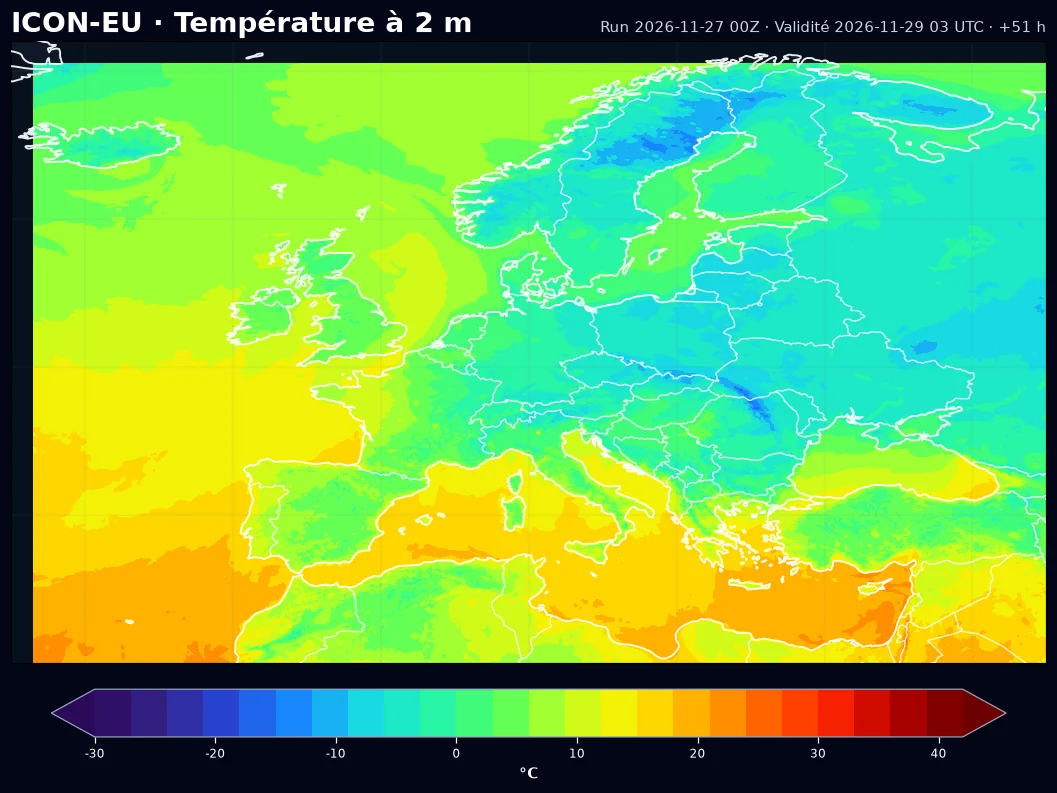 ICON-EU · Température à 2 m
Run 2026-11-27 00Z · Validité 2026-11-29 03 UTC · +51 h
-30 -20 -10 0 10 20 30 40
°C